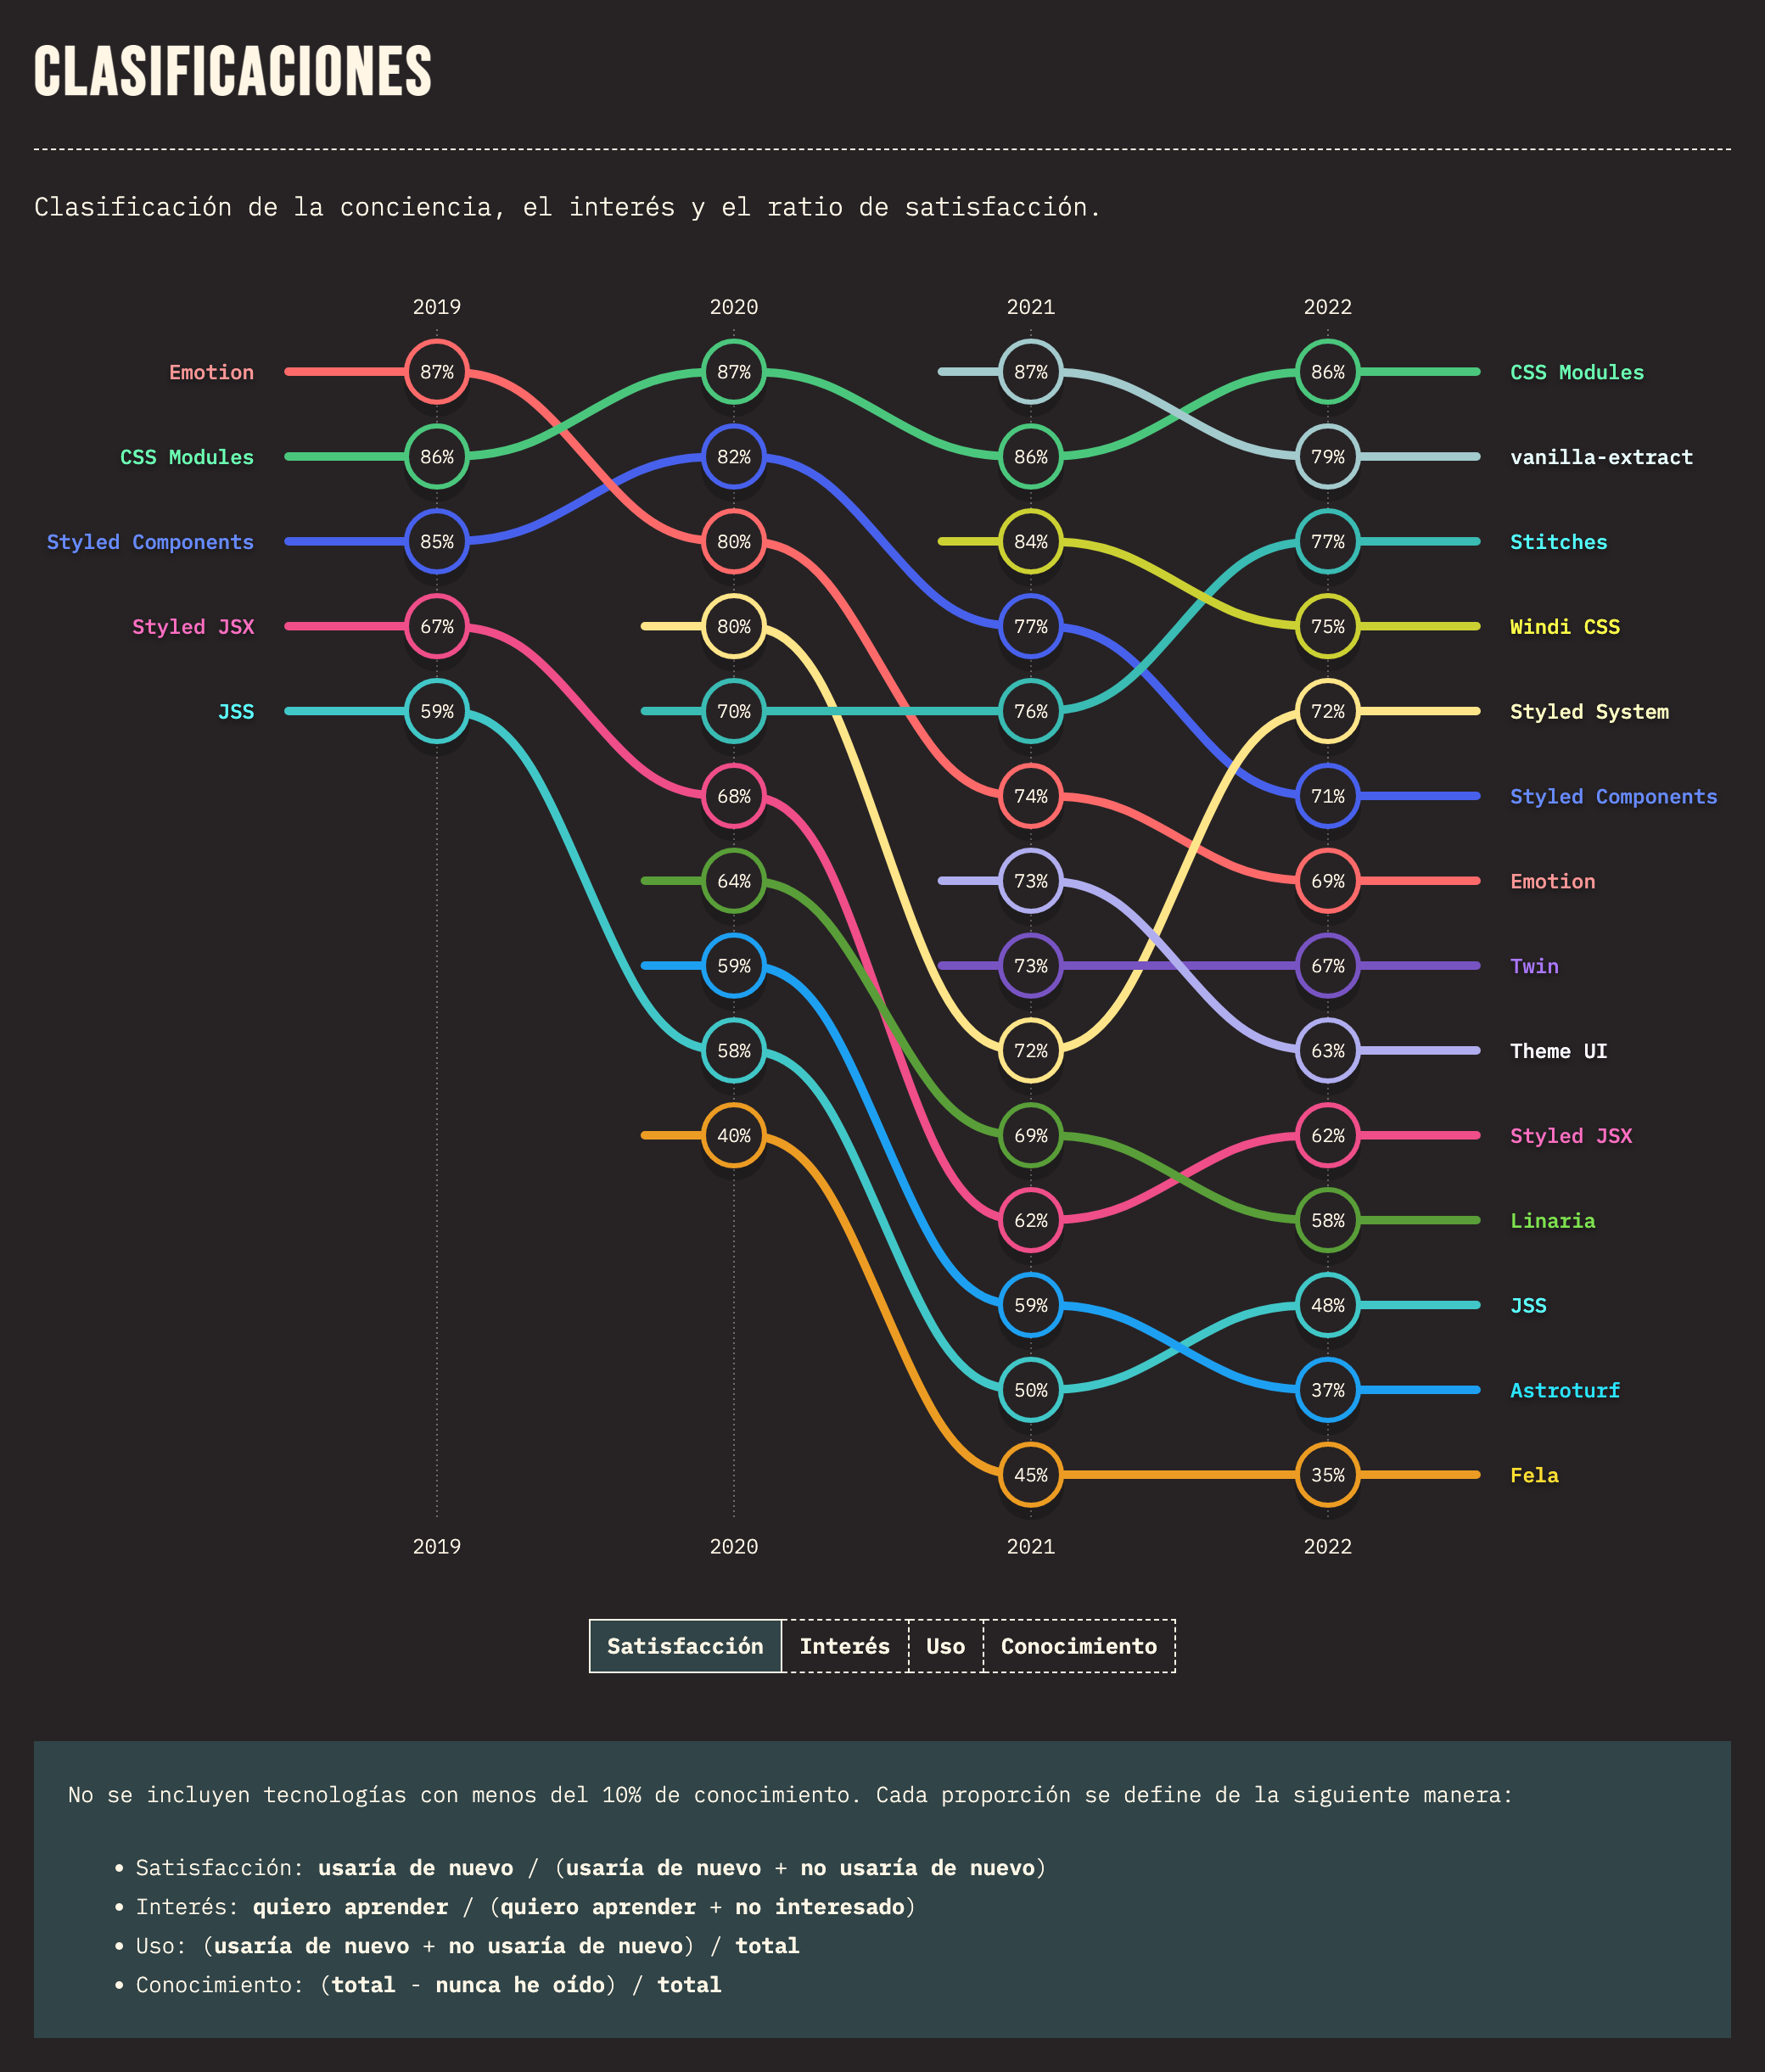 CLASIFICACIONES
Clasificación de la conciencia, el interés y el ratio de satisfacción.
2019 2020 2021 2022
Emotion 87% 87% 87% 86% CSS Modules
CSS Modules 86% 82% 86% 79% vanilla-extract
Styled Components 85% 80% 84% 77% Stitches
Styled JSX 67% 80% 77% 75% Windi CSS
JSS 59% 70% 76% 72% Styled System
68% 74% 71% Styled Components
64% 73% 69% Emotion
59% 73% 67% Twin
58% 72% 63% Theme UI
40% 69% 62% Styled JSX
62% 58% Linaria
59% 48% JSS
50% 37% Astroturf
45% 35% Fela
2019 2020 2021 2022
Satisfacción Interés Uso Conocimiento
No se incluyen tecnologías con menos del 10% de conocimiento. Cada proporción se define de la siguiente manera:
• Satisfacción: usaría de nuevo / (usaría de nuevo + no usaría de nuevo)
• Interés: quiero aprender / (quiero aprender + no interesado)
• Uso: (usaría de nuevo + no usaría de nuevo) / total
• Conocimiento: (total - nunca he oído) / total